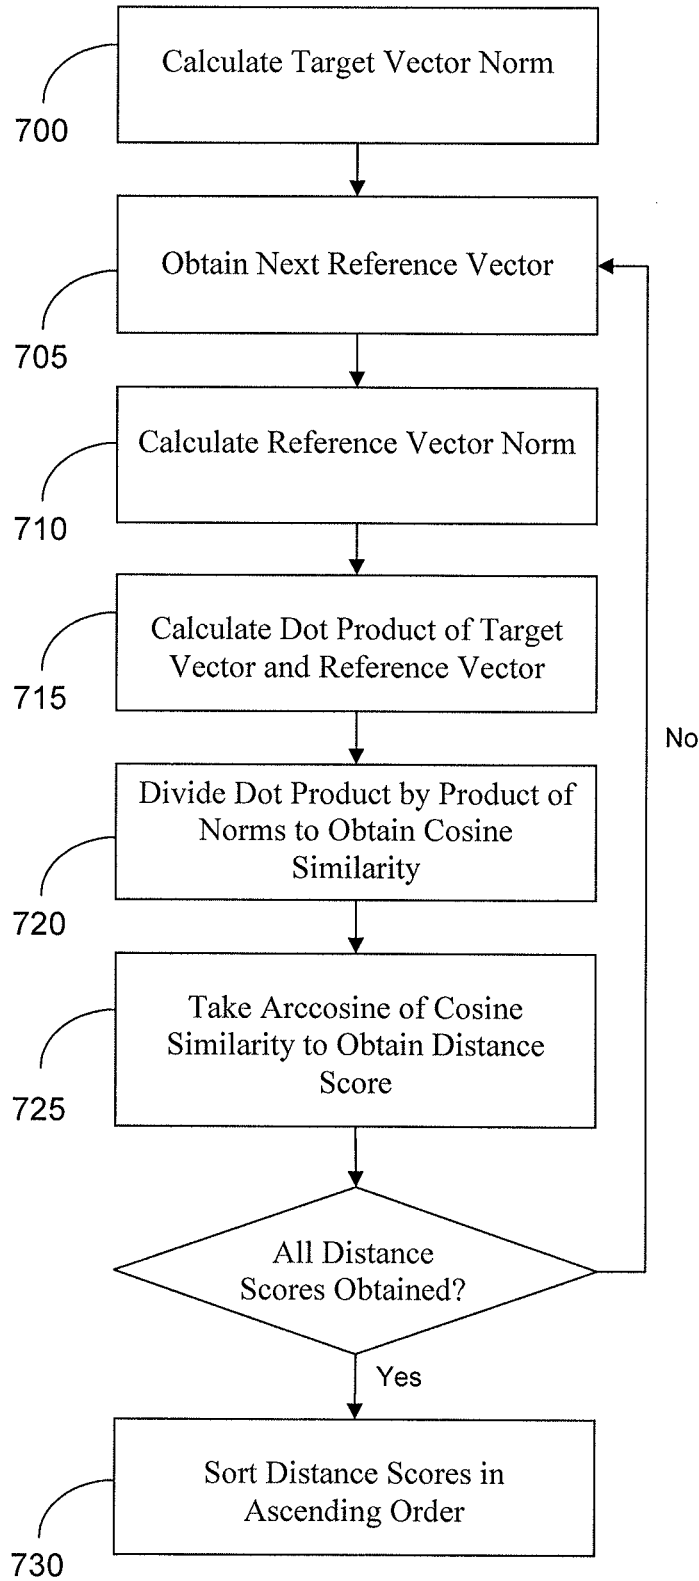 Calculate Target Vector Norm
700
Obtain Next Reference Vector
705
Calculate Reference Vector Norm
710
Calculate Dot Product of Target
Vector and Reference Vector
715
No
Divide Dot Product by Product of
Norms to Obtain Cosine
Similarity
720
Take Arccosine of Cosine
Similarity to Obtain Distance
Score
725
All Distance
Scores Obtained?
Yes
Sort Distance Scores in
Ascending Order
730